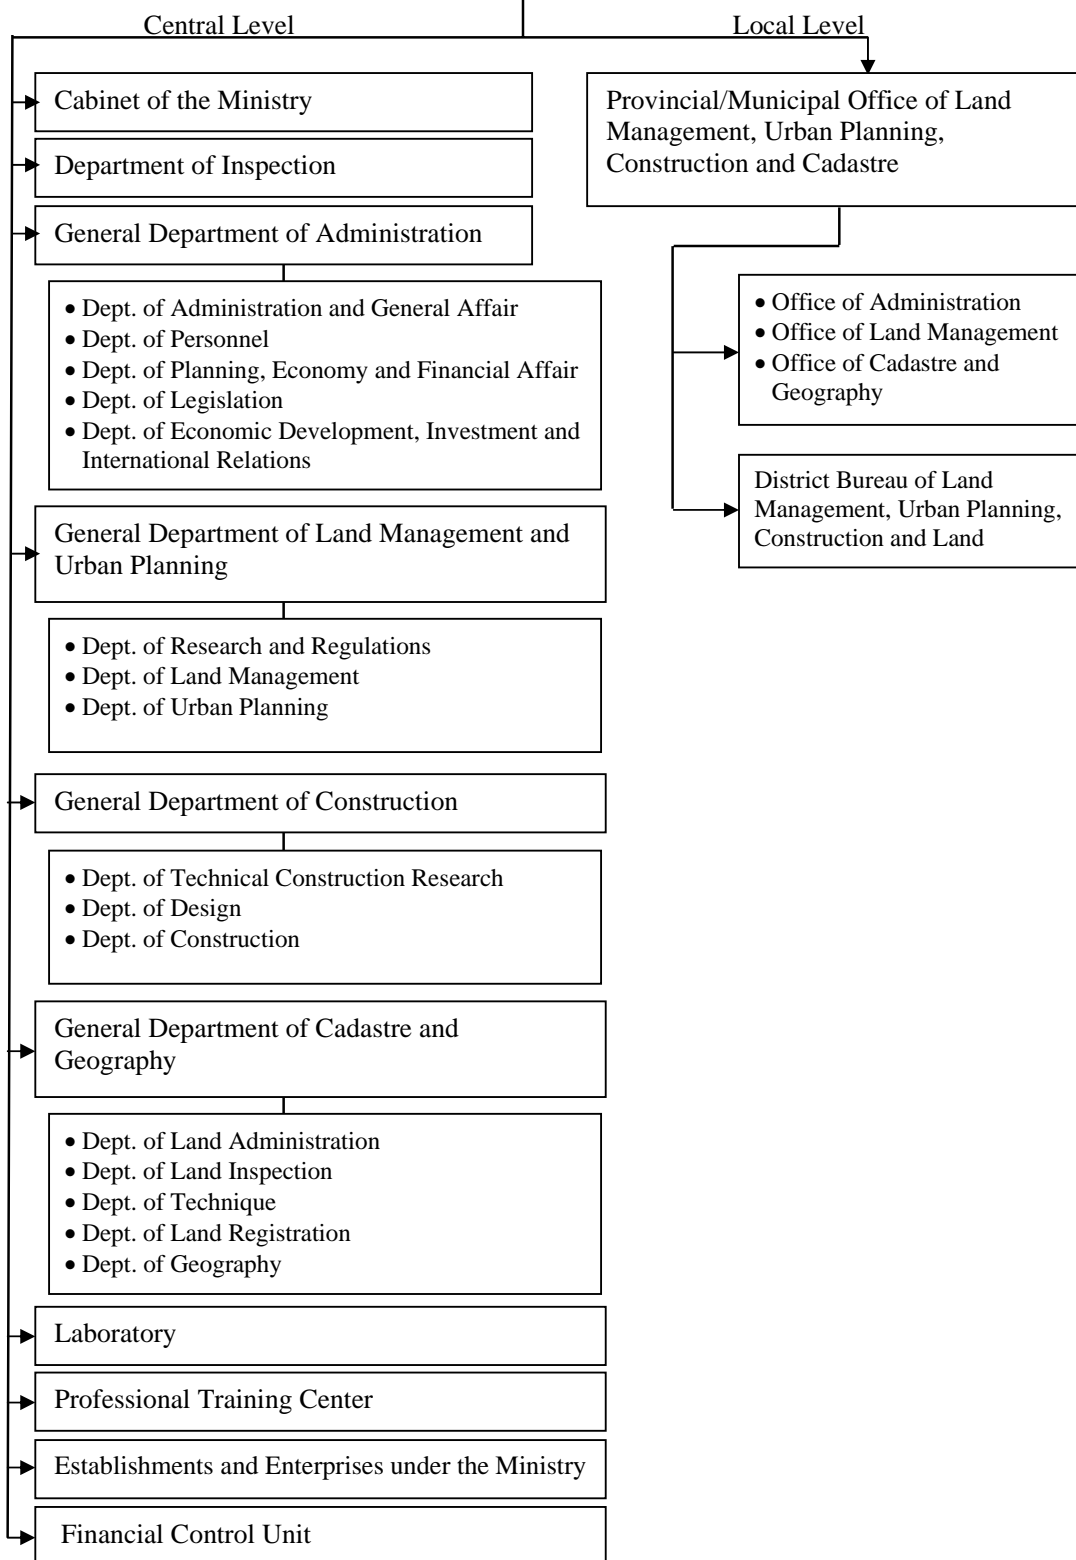 Central Level
Local Level
Cabinet of the Ministry
Department of Inspection
General Department of Administration
• Dept. of Administration and General Affair
• Dept. of Personnel
• Dept. of Planning, Economy and Financial Affair
• Dept. of Legislation
• Dept. of Economic Development, Investment and
International Relations
General Department of Land Management and
Urban Planning
• Dept. of Research and Regulations
• Dept. of Land Management
• Dept. of Urban Planning
General Department of Construction
• Dept. of Technical Construction Research
• Dept. of Design
• Dept. of Construction
General Department of Cadastre and
Geography
• Dept. of Land Administration
• Dept. of Land Inspection
• Dept. of Technique
• Dept. of Land Registration
• Dept. of Geography
Laboratory
Professional Training Center
Establishments and Enterprises under the Ministry
Financial Control Unit
Provincial/Municipal Office of Land
Management, Urban Planning,
Construction and Cadastre
• Office of Administration
• Office of Land Management
• Office of Cadastre and
Geography
District Bureau of Land
Management, Urban Planning,
Construction and Land